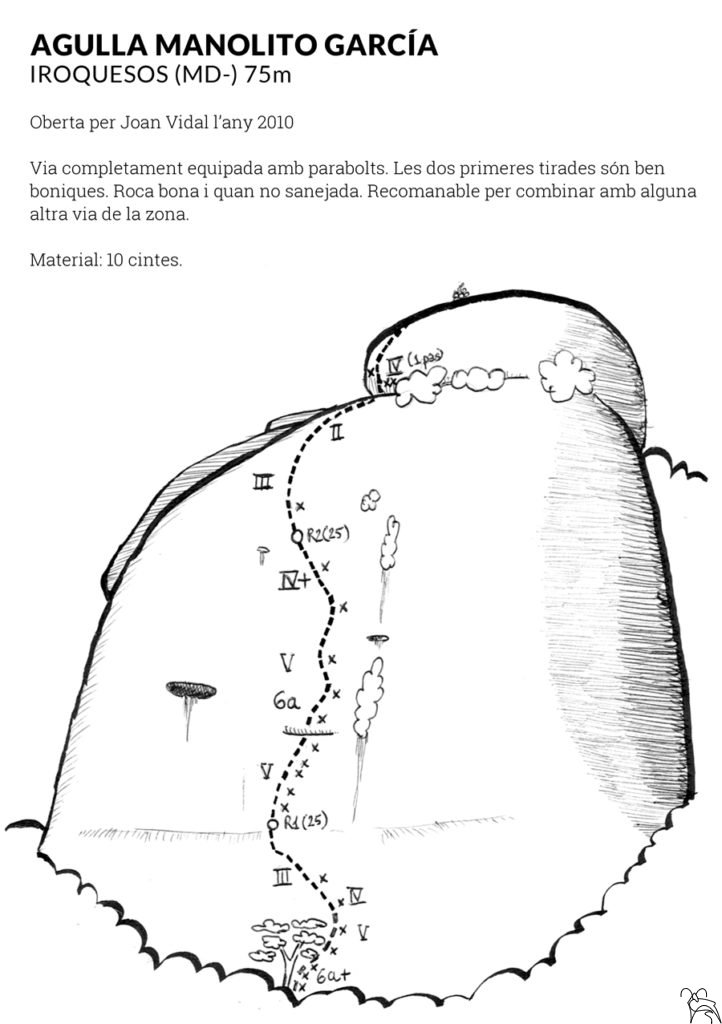 AGULLA MANOLITO GARCÍA
IROQUESOS (MD-) 75m
Oberta per Joan Vidal l’any 2010
Via completament equipada amb parabolts. Les dos primeres tirades són ben
boniques. Roca bona i quan no sanejada. Recomanable per combinar amb alguna
altra via de la zona.
Material: 10 cintes.
IV (1 pas)
II
III
R2(25)
IV+
V
6a
V
R1(25)
III
IV
V
6a+